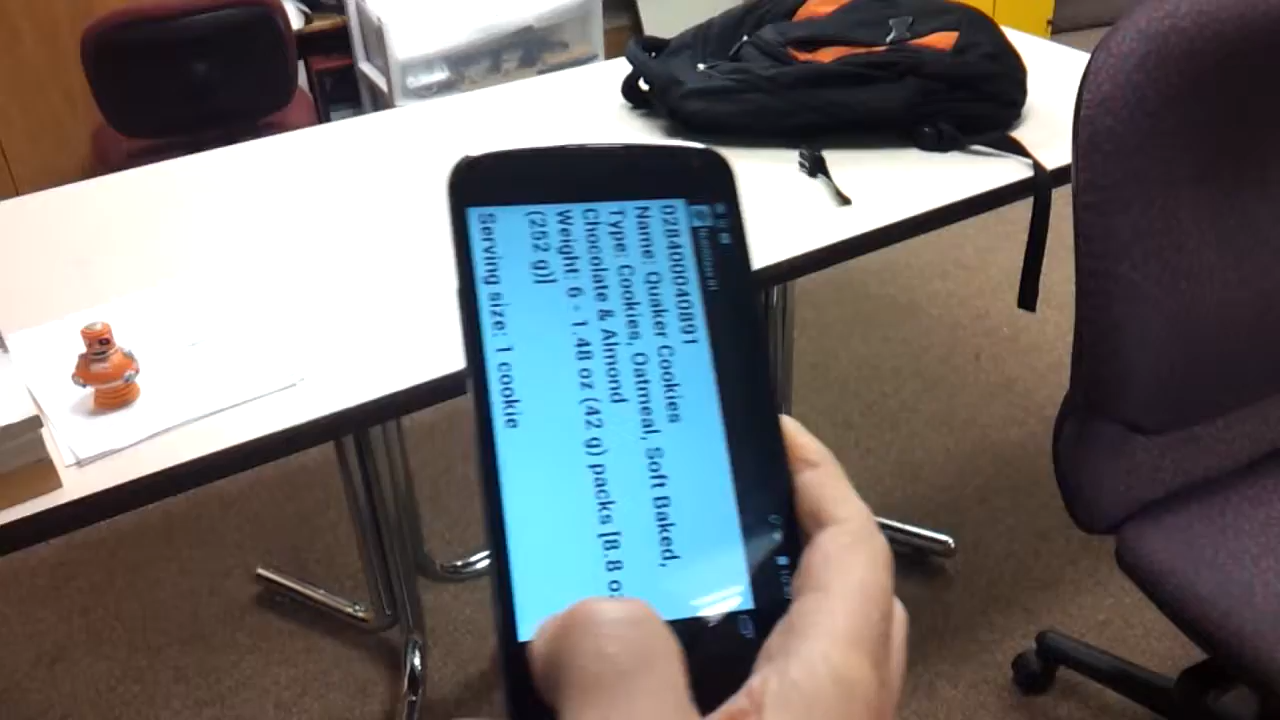 028400040891
Name: Quaker Cookies
Type: Cookies, Oatmeal, Soft Baked,
Chocolate & Almond
Weight: 6 - 1.48 oz (42 g) packs [8.8 oz
(252 g)]
Serving size: 1 cookie